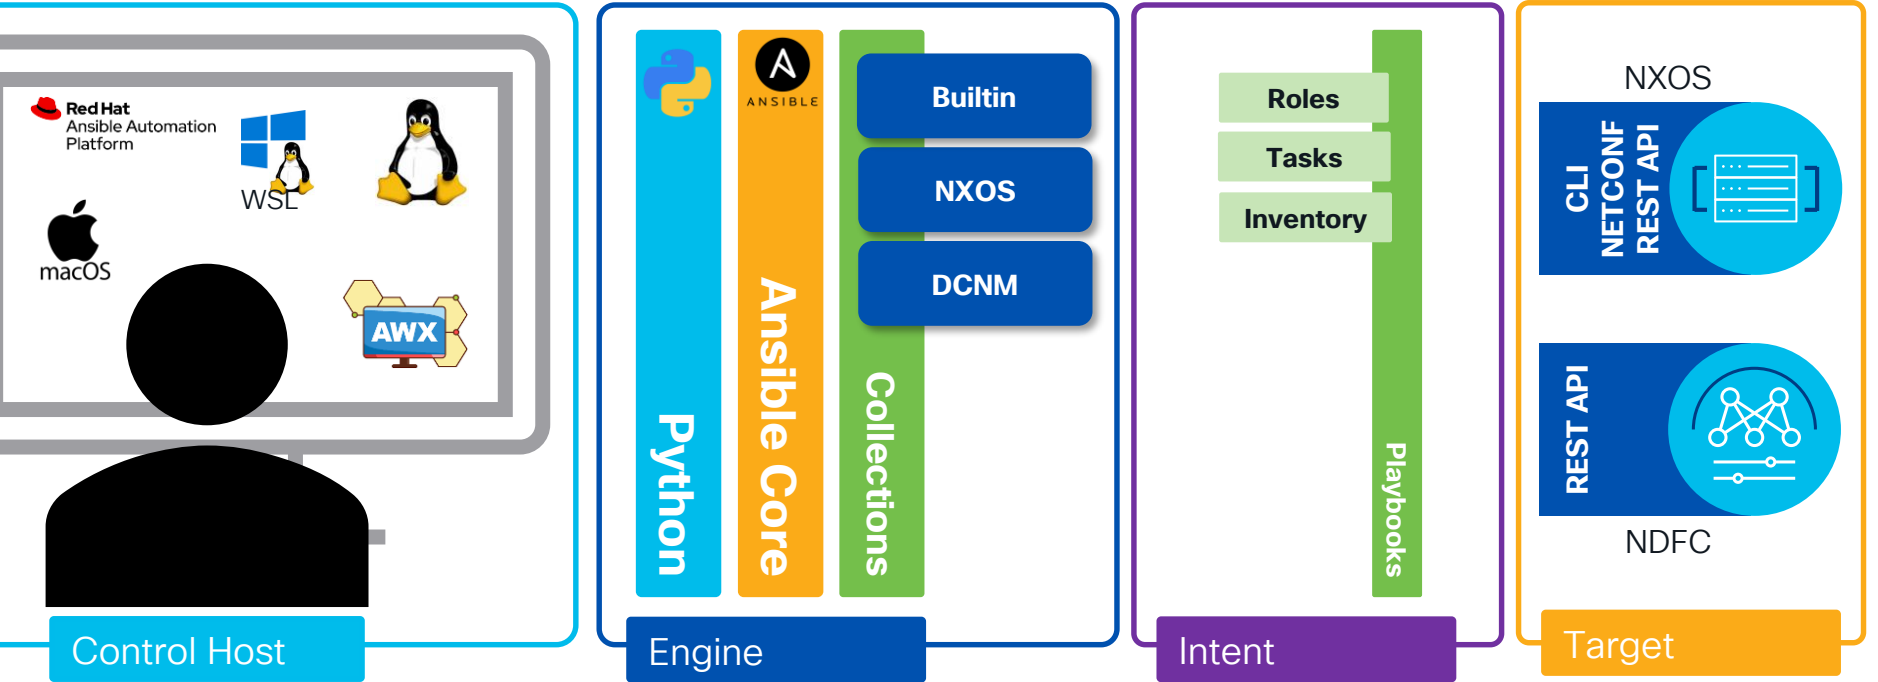 Red Hat
Ansible Automation
Platform
WSL
macOS
AWX
Control Host
Python
ANSIBLE
Ansible Core
Collections
Builtin
NXOS
DCNM
Engine
Roles
Tasks
Inventory
Playbooks
Intent
NXOS
CLI
NETCONF
REST API
REST API
NDFC
Target